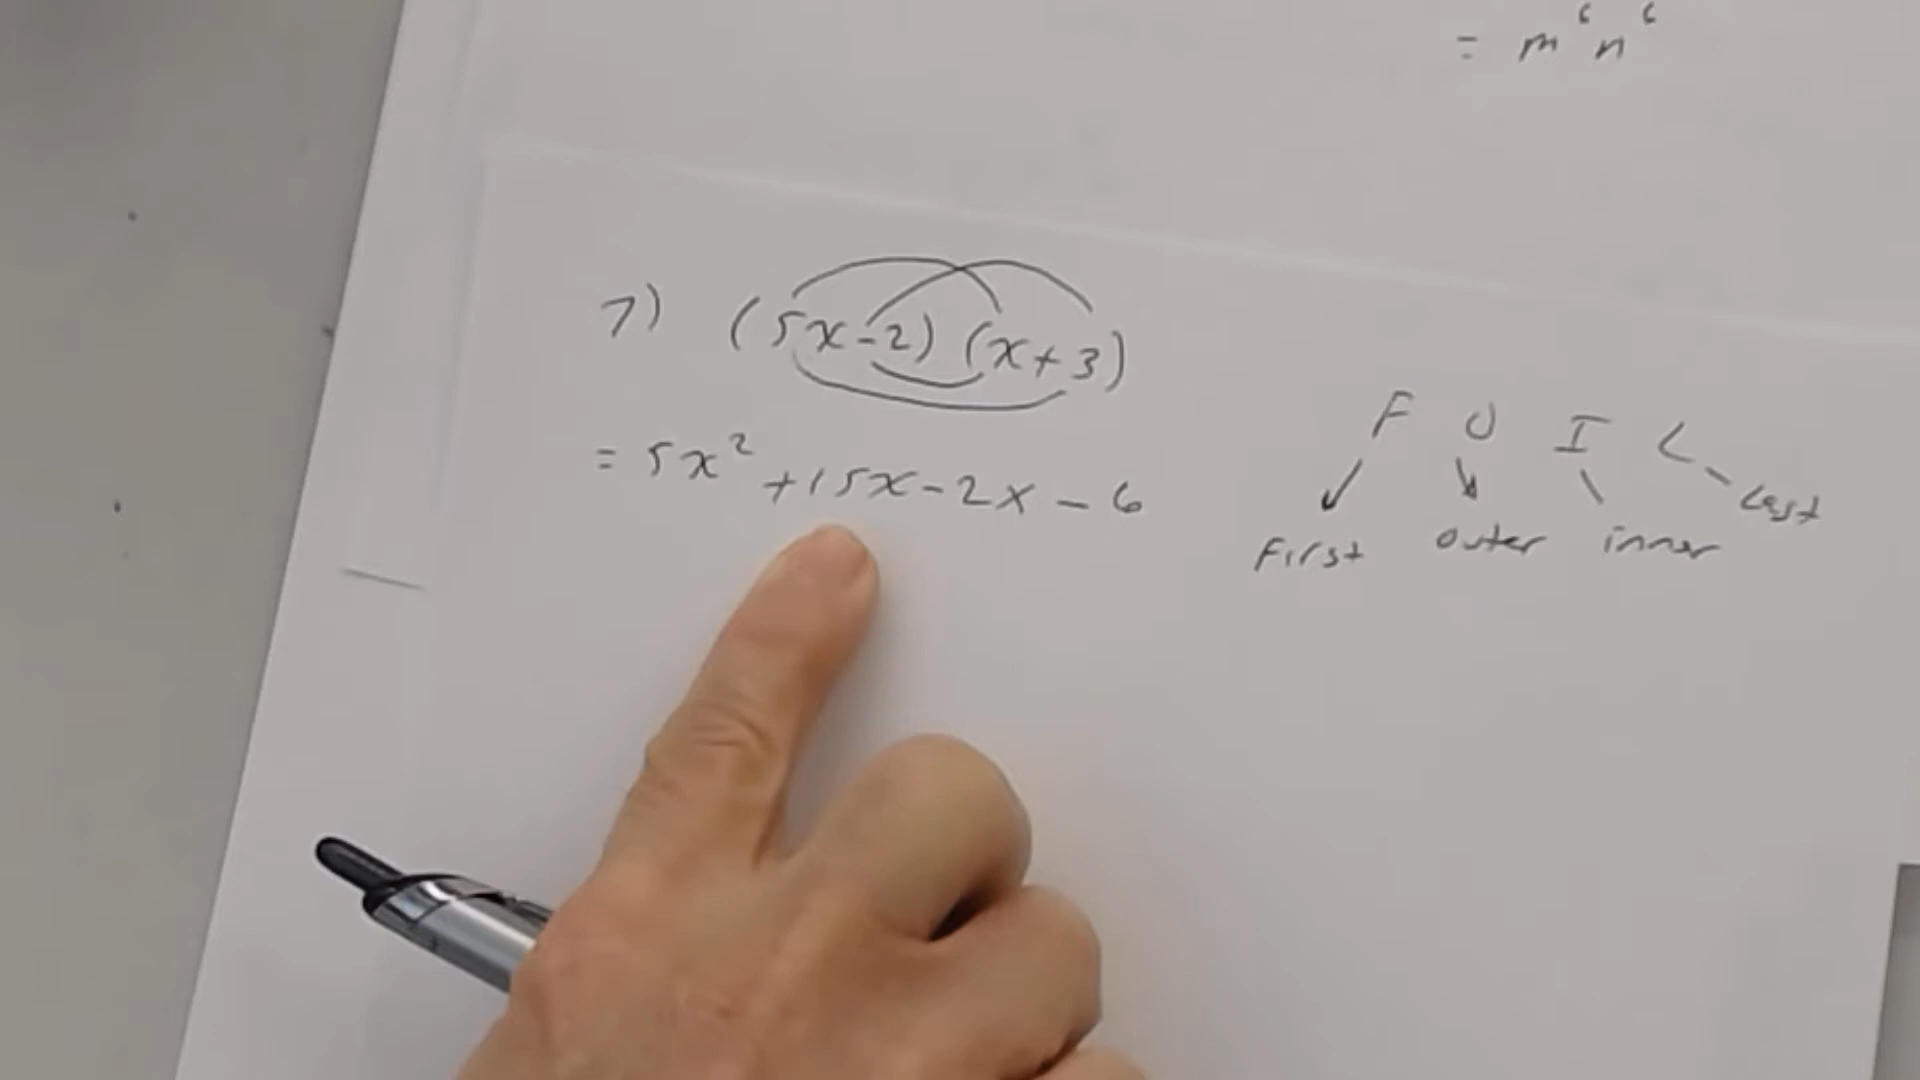 = m⁶n⁶
7) (5x-2)(x+3)
= 5x² +15x-2x-6
F O I L
First outer inner Last